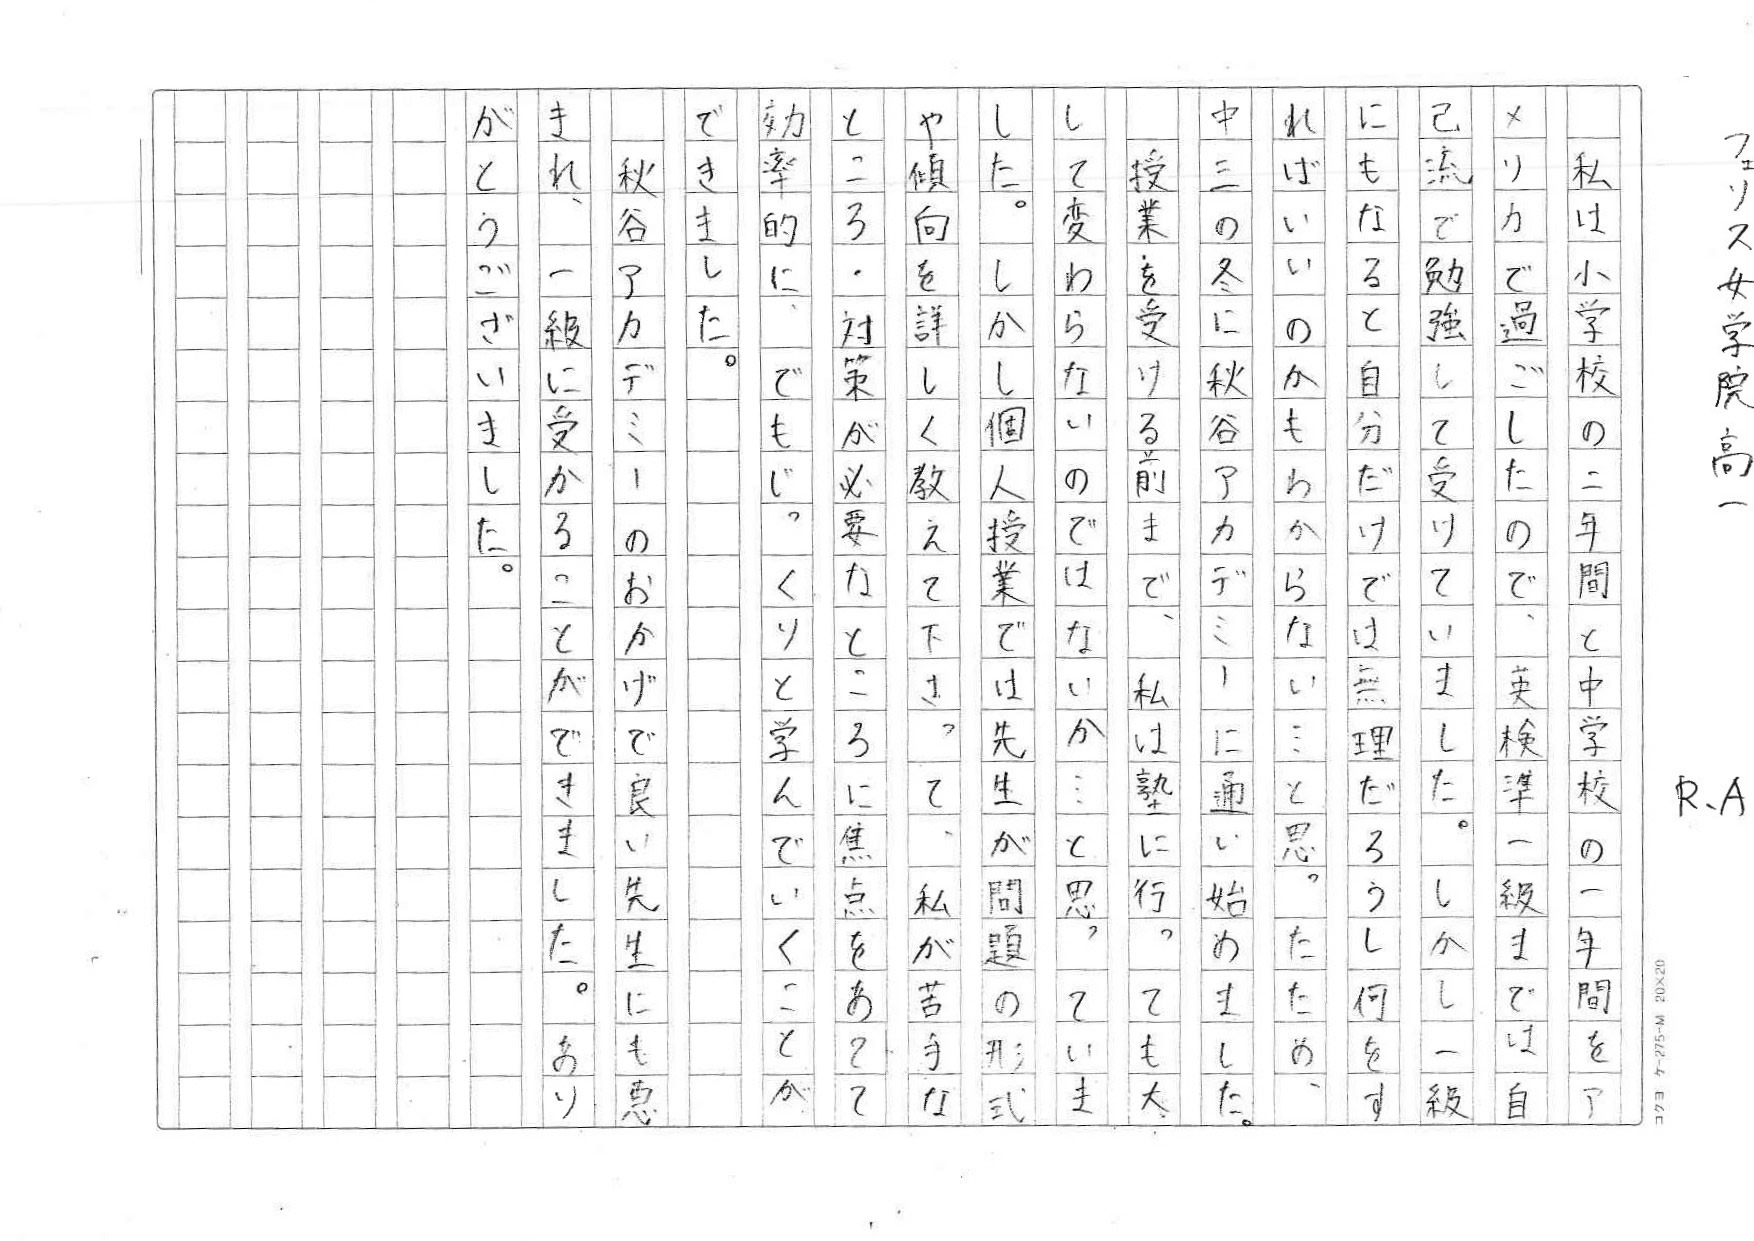 フェリス女学院 高一
R.A
　私は小学校の二年間と中学校の一年間をア
メリカで過ごしたので、英検準一級までは自
己流で勉強して受けていました。しかし一級
にもなると自分だけでは無理だろうし何をす
ればいいのかもわからない…と思ったため、
中三の冬に秋谷アカデミーに通い始めました。
　授業を受ける前まで、私は塾に行っても大
して変わらないのではないか…と思っていま
した。しかし個人授業では先生が問題の形式
や傾向を詳しく教えて下さって、私が苦手な
ところ・対策が必要なところに焦点をあてて
効率的に、でもじっくりと学んでいくことが
できました。
　秋谷アカデミーのおかげで良い先生にも恵
まれ、一級に受かることができました。あり
がとうございました。
コクヨ ケ-275-M 20×20